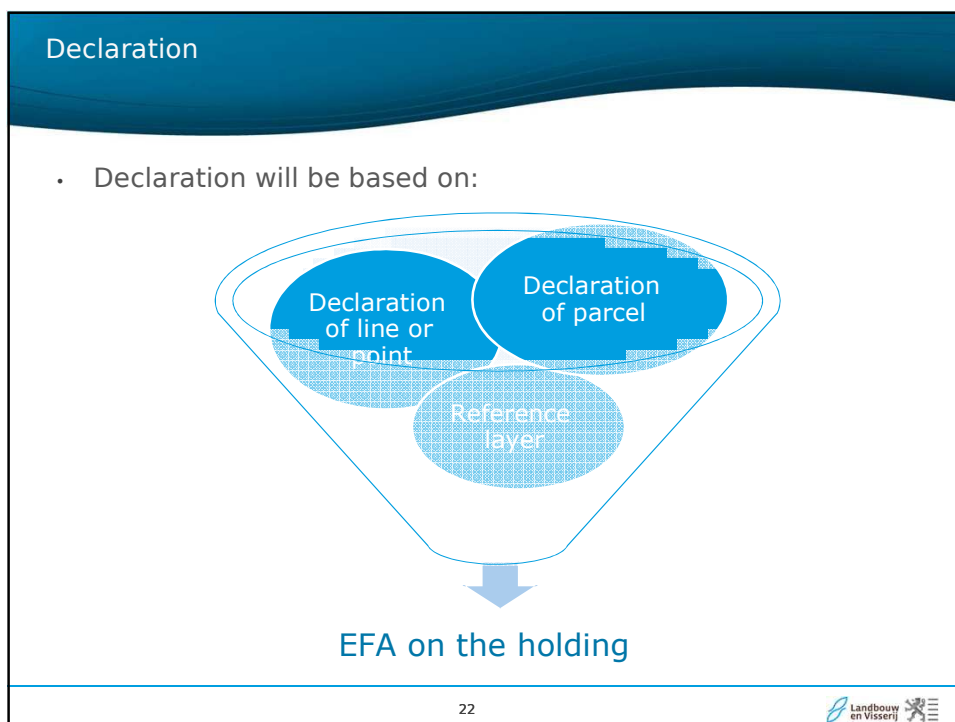 Declaration
• Declaration will be based on:
Declaration
of line or
point
Declaration
of parcel
Reference
layer
EFA on the holding
22
Landbouw
en Visserij